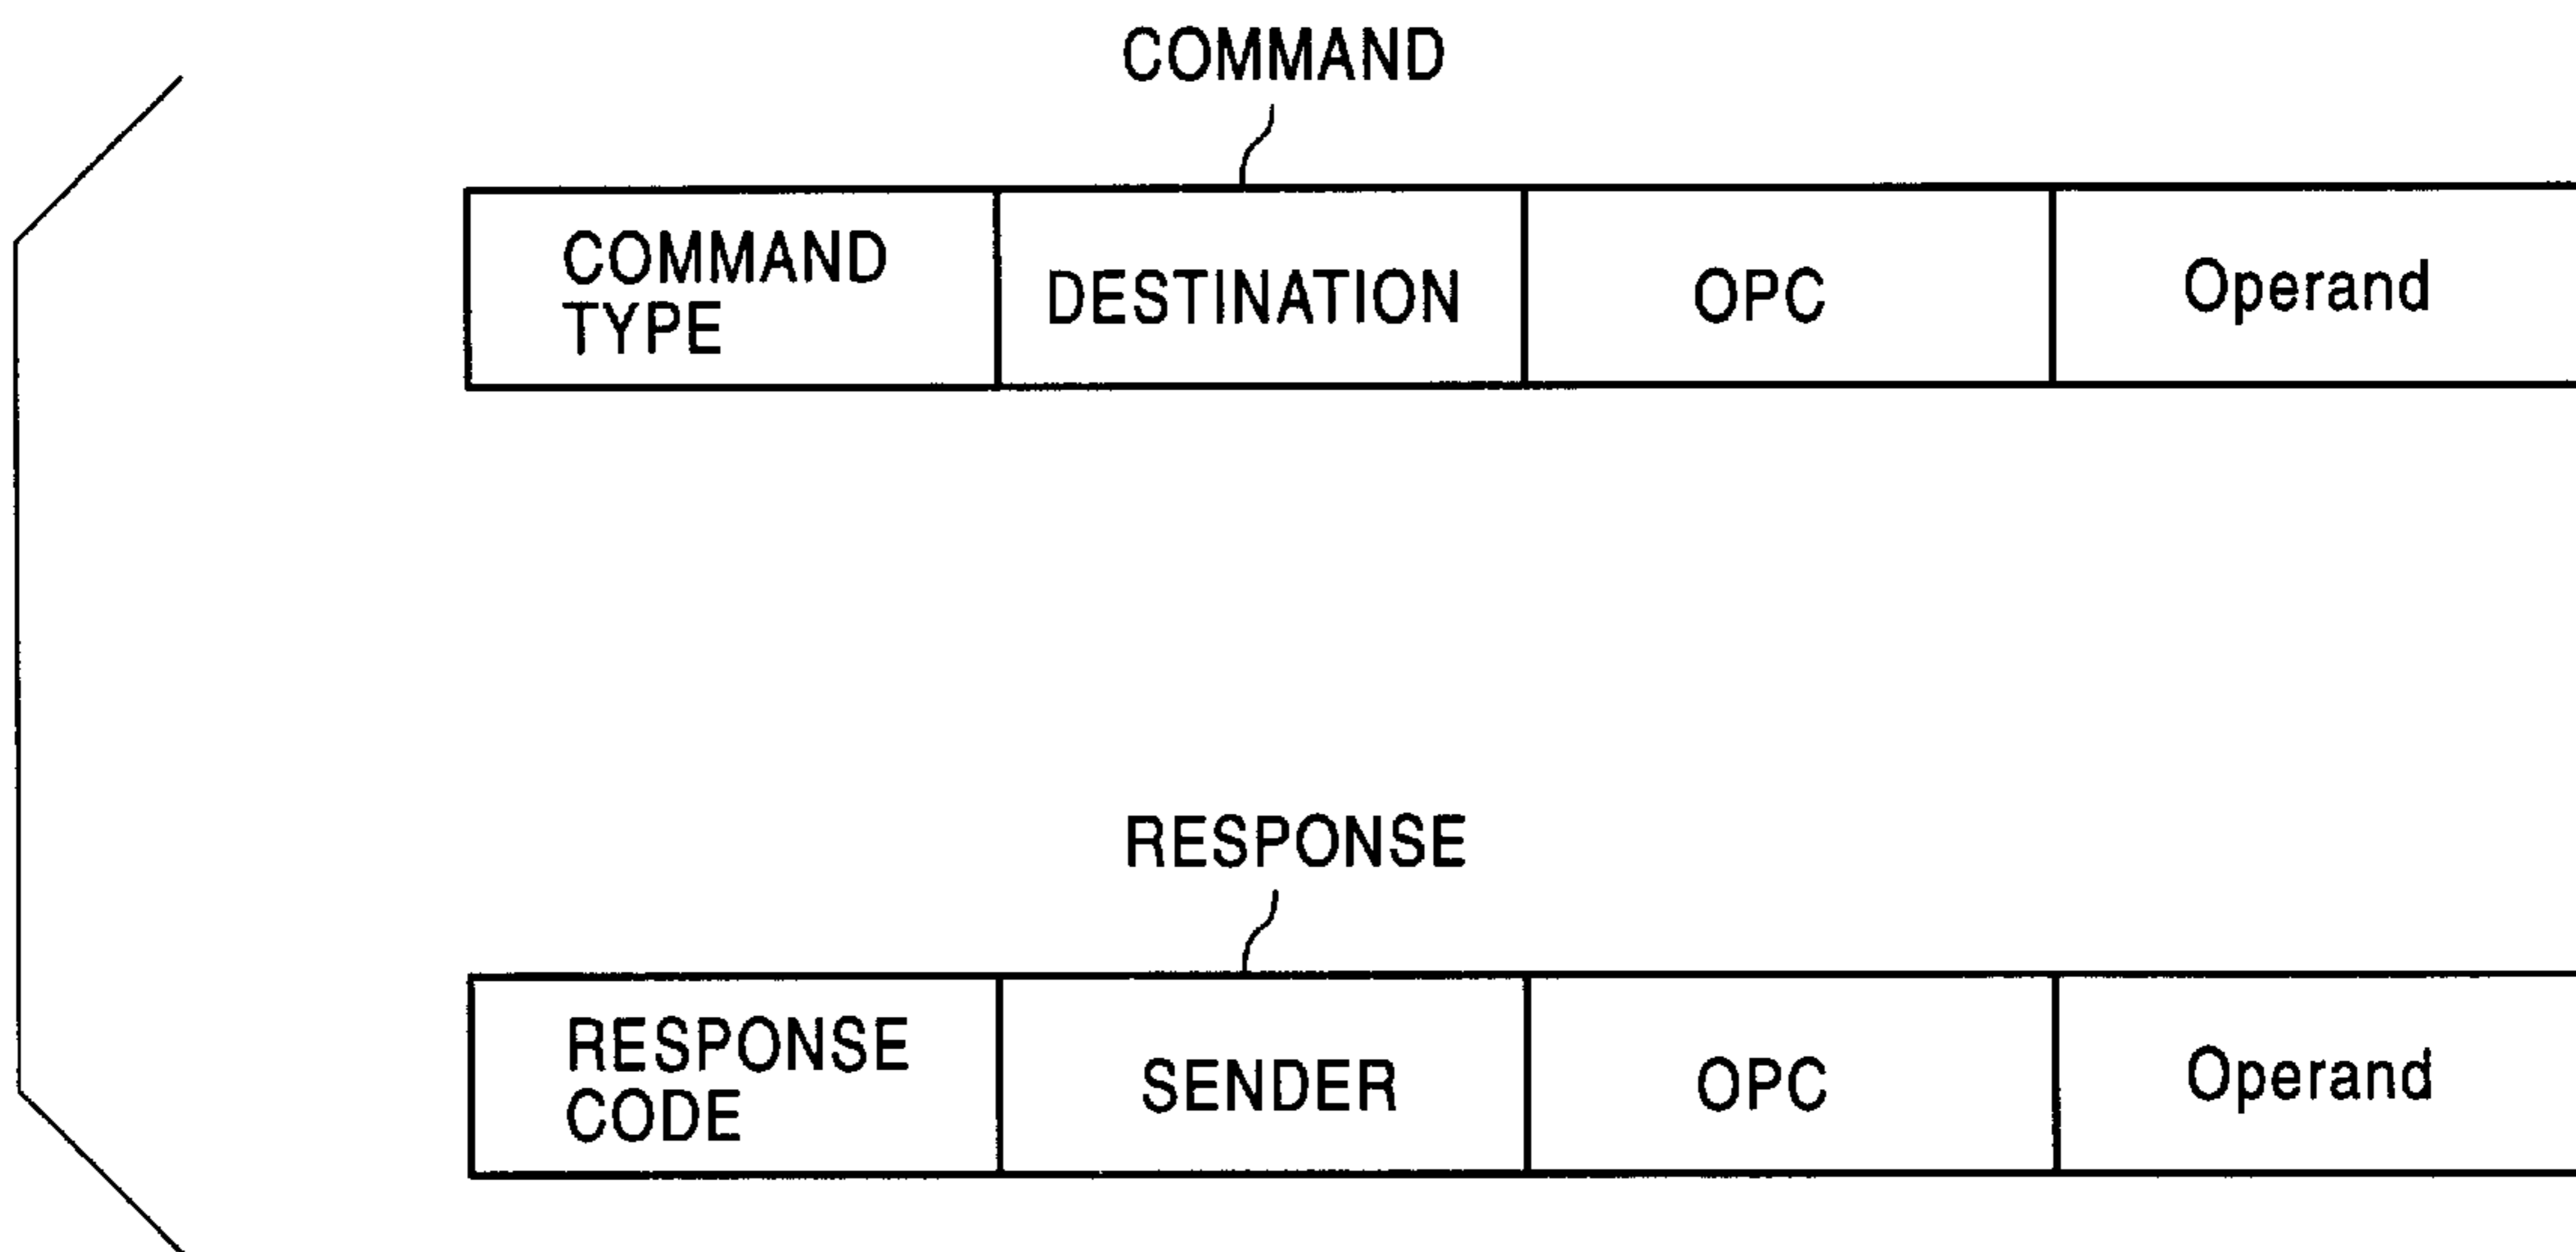 COMMAND
COMMAND
TYPE
DESTINATION
OPC
Operand
RESPONSE
RESPONSE
CODE
SENDER
OPC
Operand